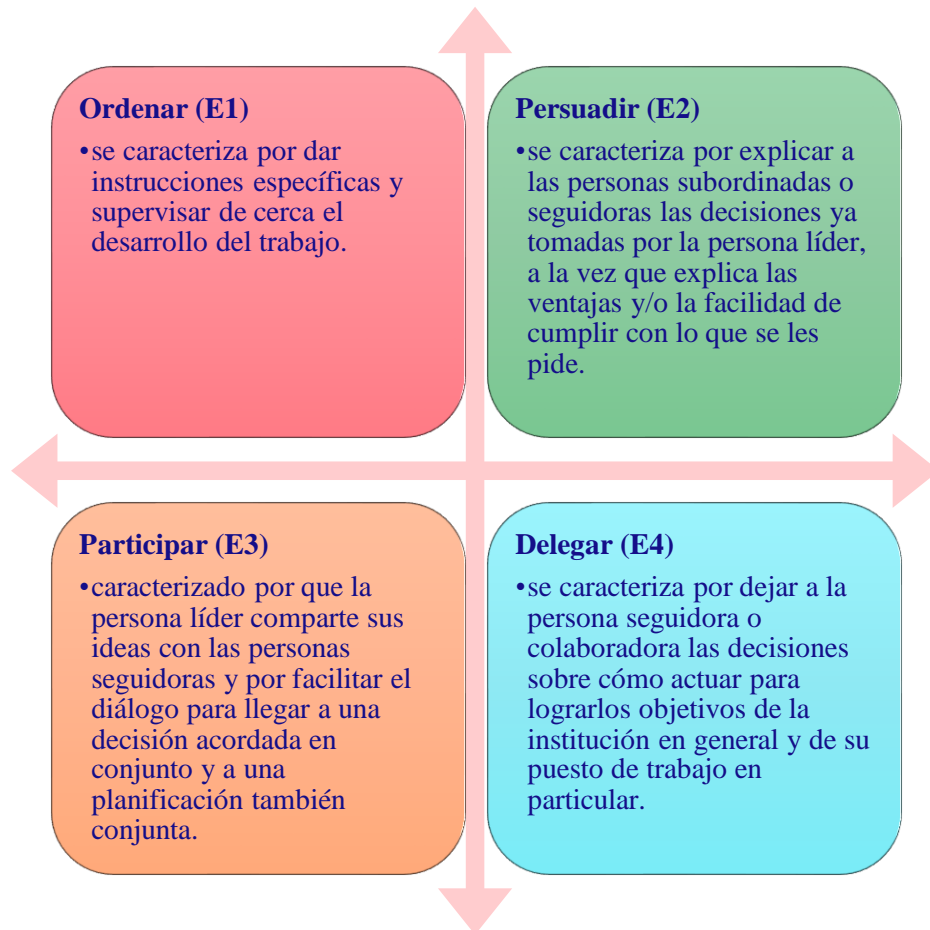 Ordenar (E1)
•se caracteriza por dar
instrucciones específicas y
supervisar de cerca el
desarrollo del trabajo.
Persuadir (E2)
•se caracteriza por explicar a
las personas subordinadas o
seguidoras las decisiones ya
tomadas por la persona líder,
a la vez que explica las
ventajas y/o la facilidad de
cumplir con lo que se les
pide.
Participar (E3)
•caracterizado por que la
persona líder comparte sus
ideas con las personas
seguidoras y por facilitar el
diálogo para llegar a una
decisión acordada en
conjunto y a una
planificación también
conjunta.
Delegar (E4)
•se caracteriza por dejar a la
persona seguidora o
colaboradora las decisiones
sobre cómo actuar para
lograrlos objetivos de la
institución en general y de su
puesto de trabajo en
particular.